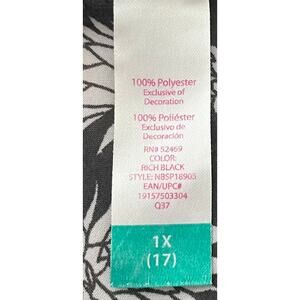 100% Polyester
Exclusive of
Decoration
100% Poliéster
Exclusivo de
Decoración
RN# 52469
COLOR:
RICH BLACK
STYLE: NBSP18903
EAN/UPC#
19157503304
Q37
1X
(17)